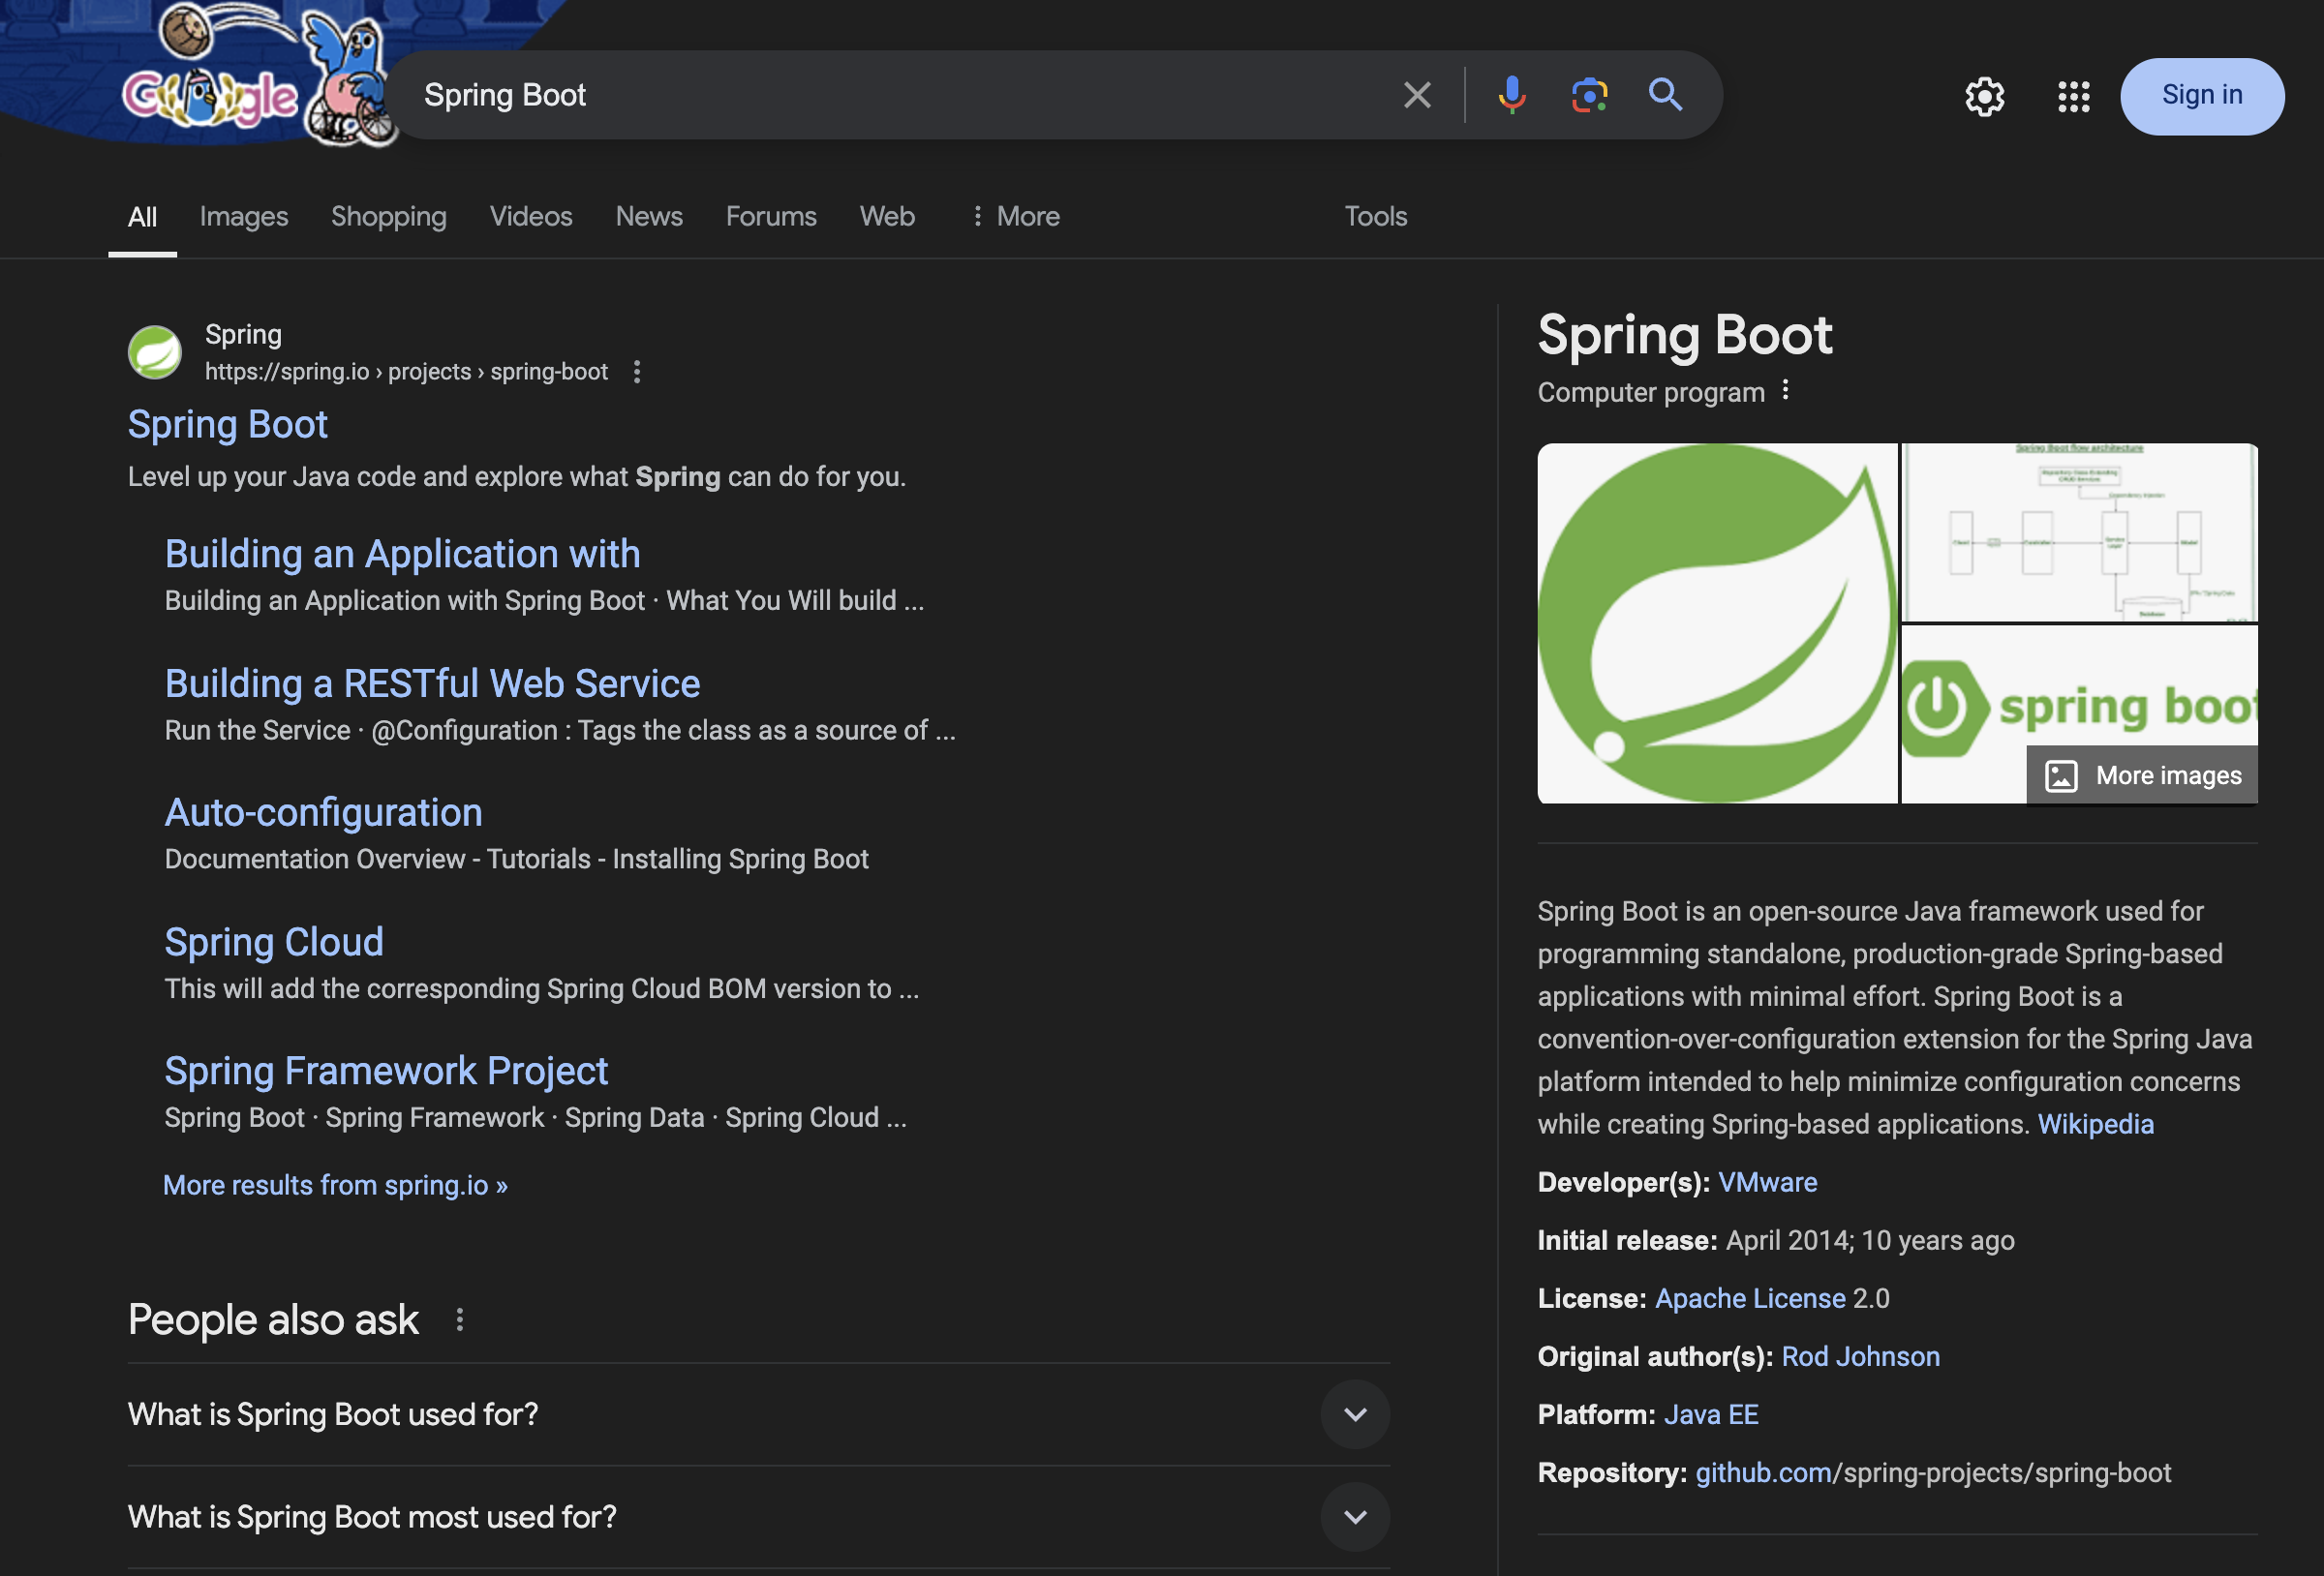 Google
Spring Boot
Sign in
All
Images
Shopping
Videos
News
Forums
Web
More
Tools
Spring
https://spring.io › projects › spring-boot
Spring Boot
Level up your Java code and explore what Spring can do for you.
Building an Application with
Building an Application with Spring Boot · What You Will build ...
Building a RESTful Web Service
Run the Service · @Configuration : Tags the class as a source of ...
Auto-configuration
Documentation Overview - Tutorials - Installing Spring Boot
Spring Cloud
This will add the corresponding Spring Cloud BOM version to ...
Spring Framework Project
Spring Boot · Spring Framework · Spring Data · Spring Cloud ...
More results from spring.io »
People also ask
What is Spring Boot used for?
What is Spring Boot most used for?
Spring Boot
Computer program
Spring Boot flow architecture
Client
Controller
Service
Layer
Model
Database
spring boot
More images
Spring Boot is an open-source Java framework used for
programming standalone, production-grade Spring-based
applications with minimal effort. Spring Boot is a
convention-over-configuration extension for the Spring Java
platform intended to help minimize configuration concerns
while creating Spring-based applications. Wikipedia
Developer(s): VMware
Initial release: April 2014; 10 years ago
License: Apache License 2.0
Original author(s): Rod Johnson
Platform: Java EE
Repository: github.com/spring-projects/spring-boot